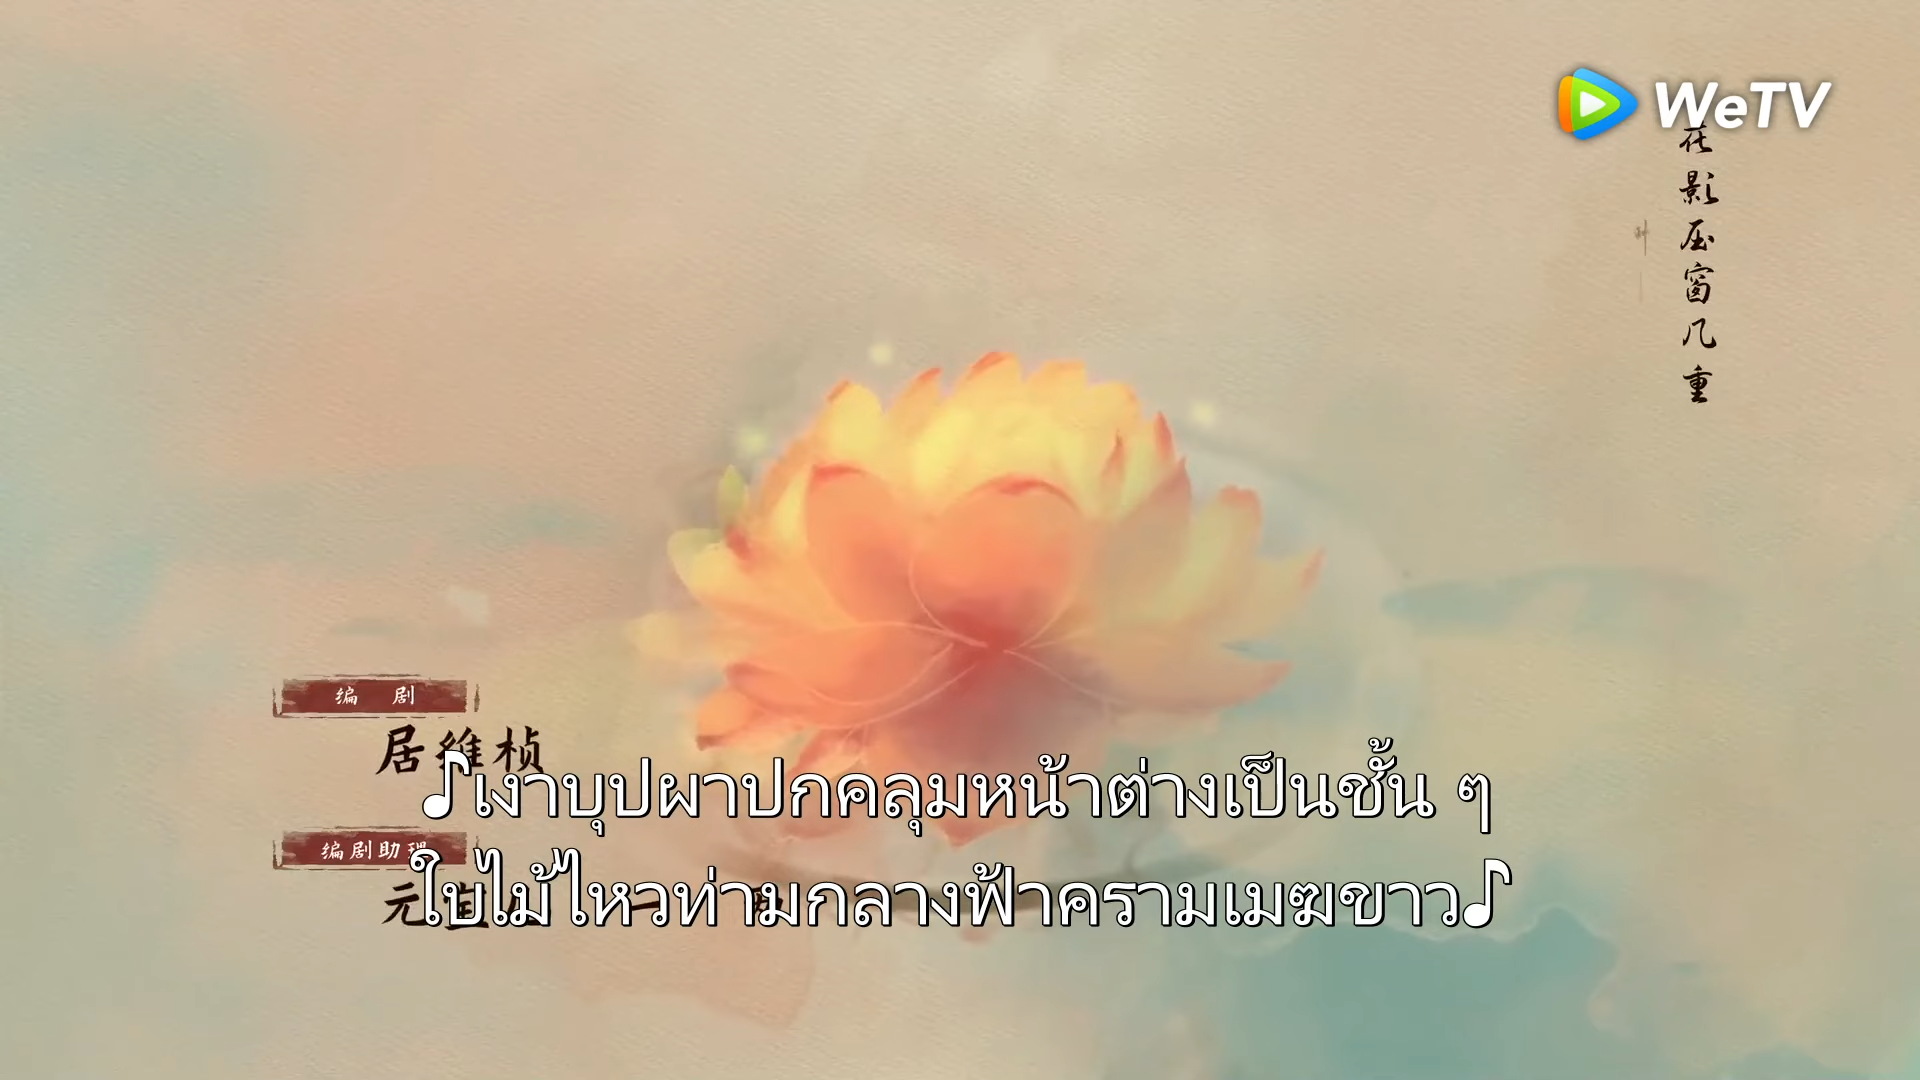 WeTV
花影压窗几重
编剧
居维桢
♪เงาบุปผาปกคลุมหน้าต่างเป็นชั้น ๆ
编剧助理
ใบไม้ไหวท่ามกลางฟ้าครามเมฆขาว♪